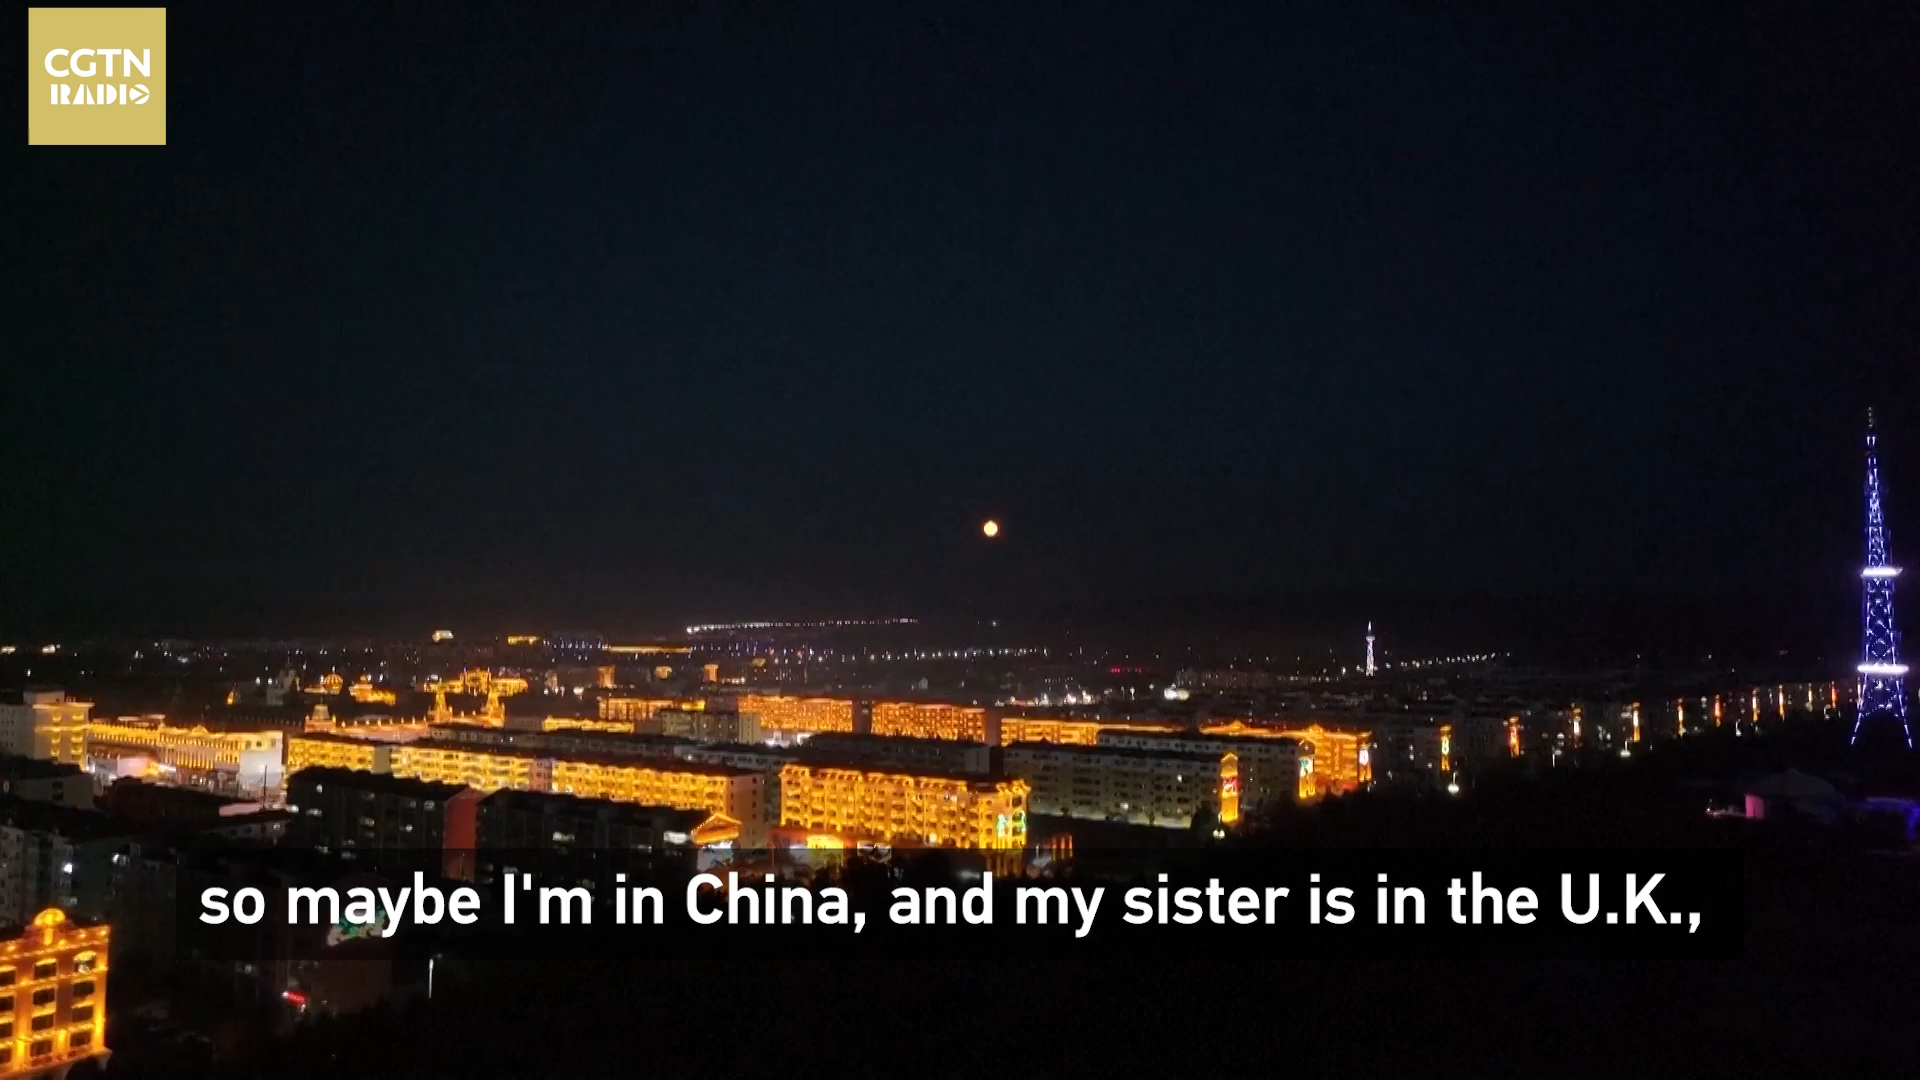 CGTN
RADIO
so maybe I'm in China, and my sister is in the U.K.,